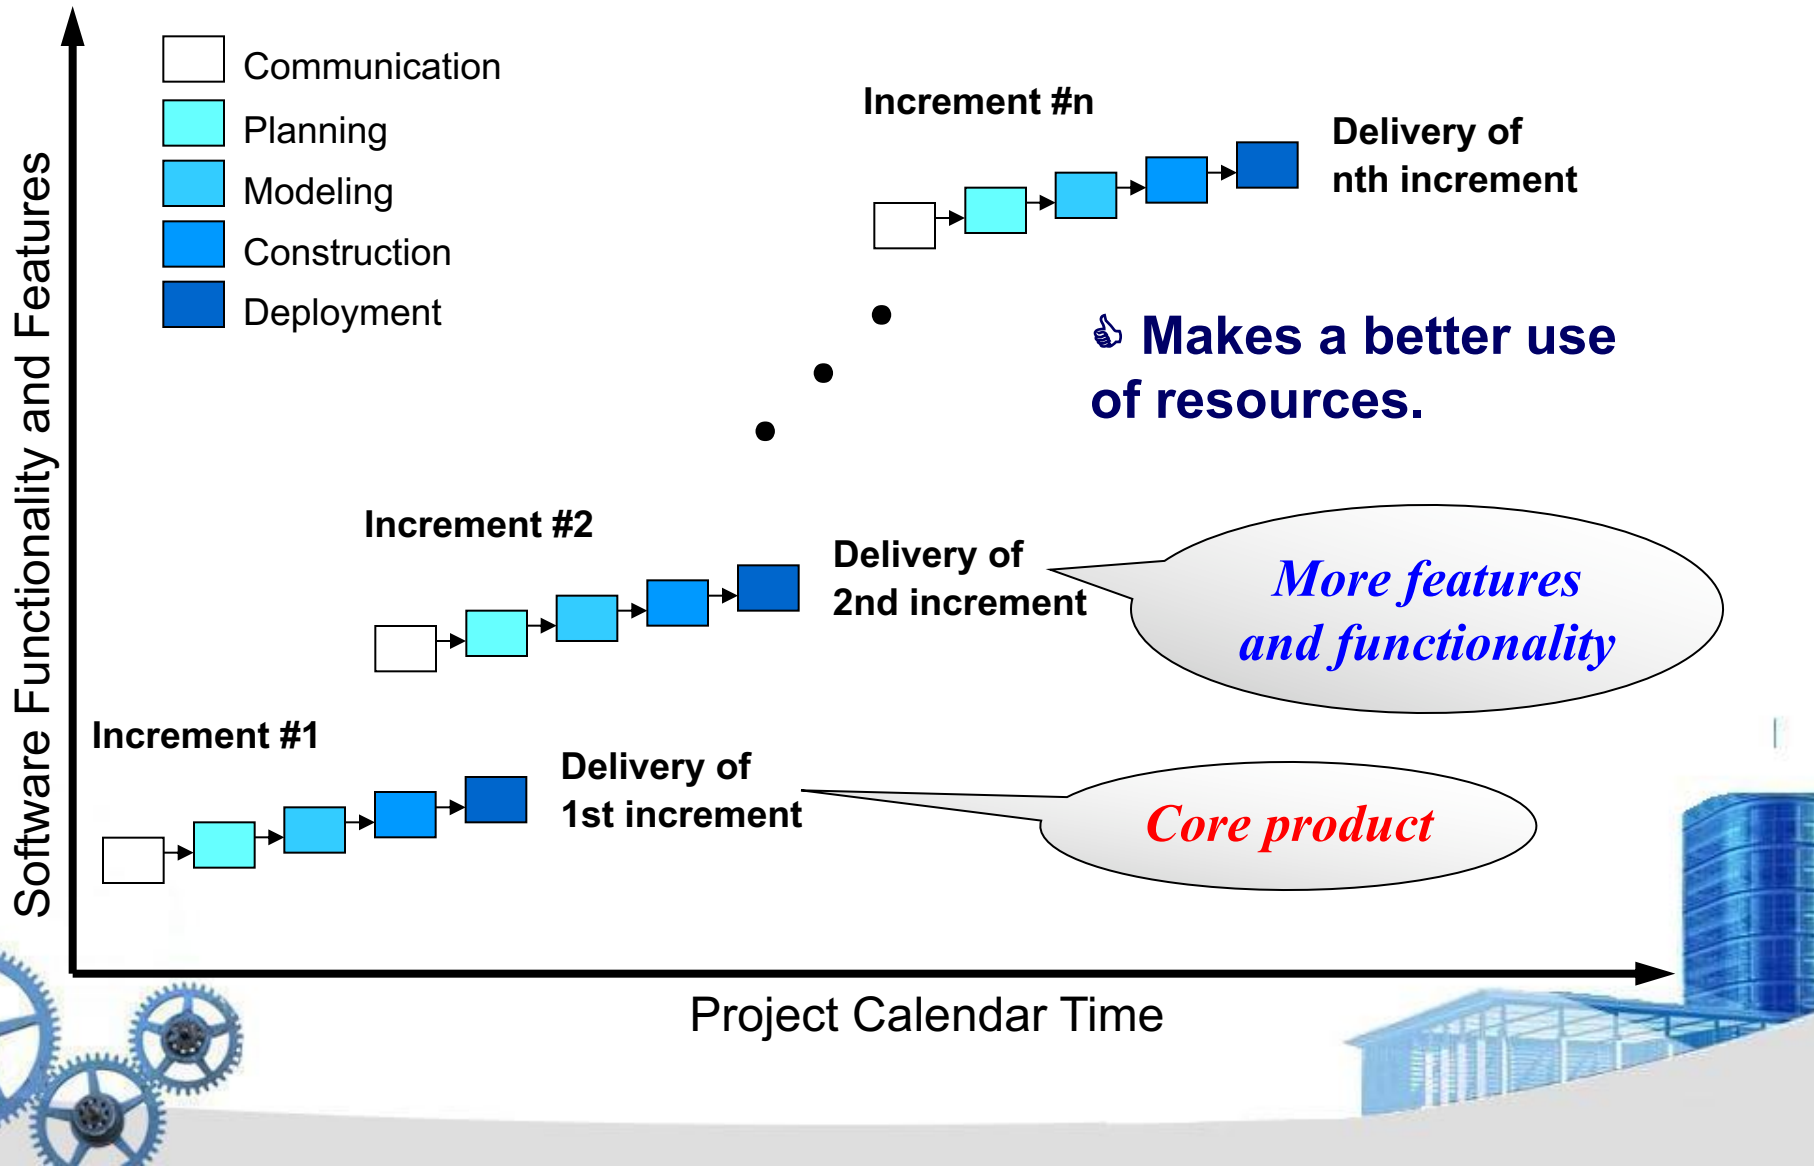 Software Functionality and Features
Communication
Planning
Modeling
Construction
Deployment
Increment #n
Delivery of
nth increment
👍 Makes a better use
of resources.
Increment #2
Delivery of
2nd increment
More features
and functionality
Increment #1
Delivery of
1st increment
Core product
Project Calendar Time